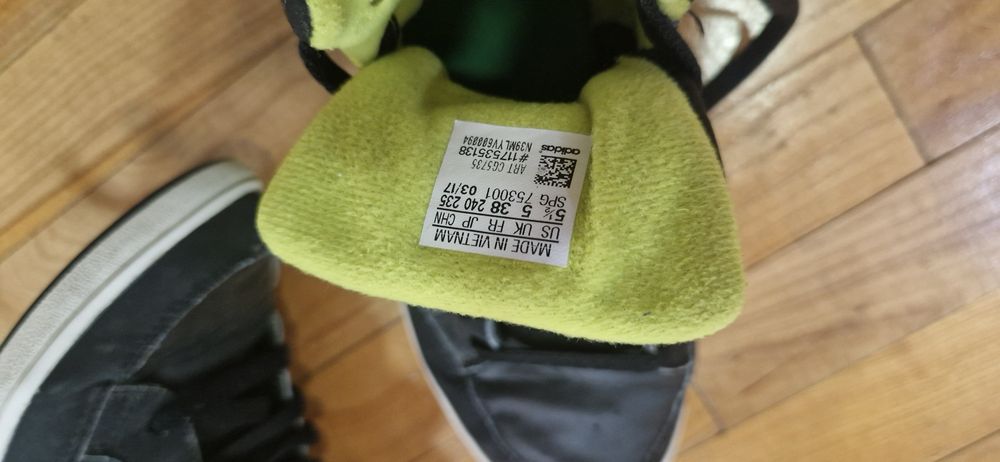 MADE IN VIETNAM
US UK FR JP CHN
5½ 5 38 240 235
SPG 753001 03/17
ART CG5735
#117535138
N39MLYV600094
adidas